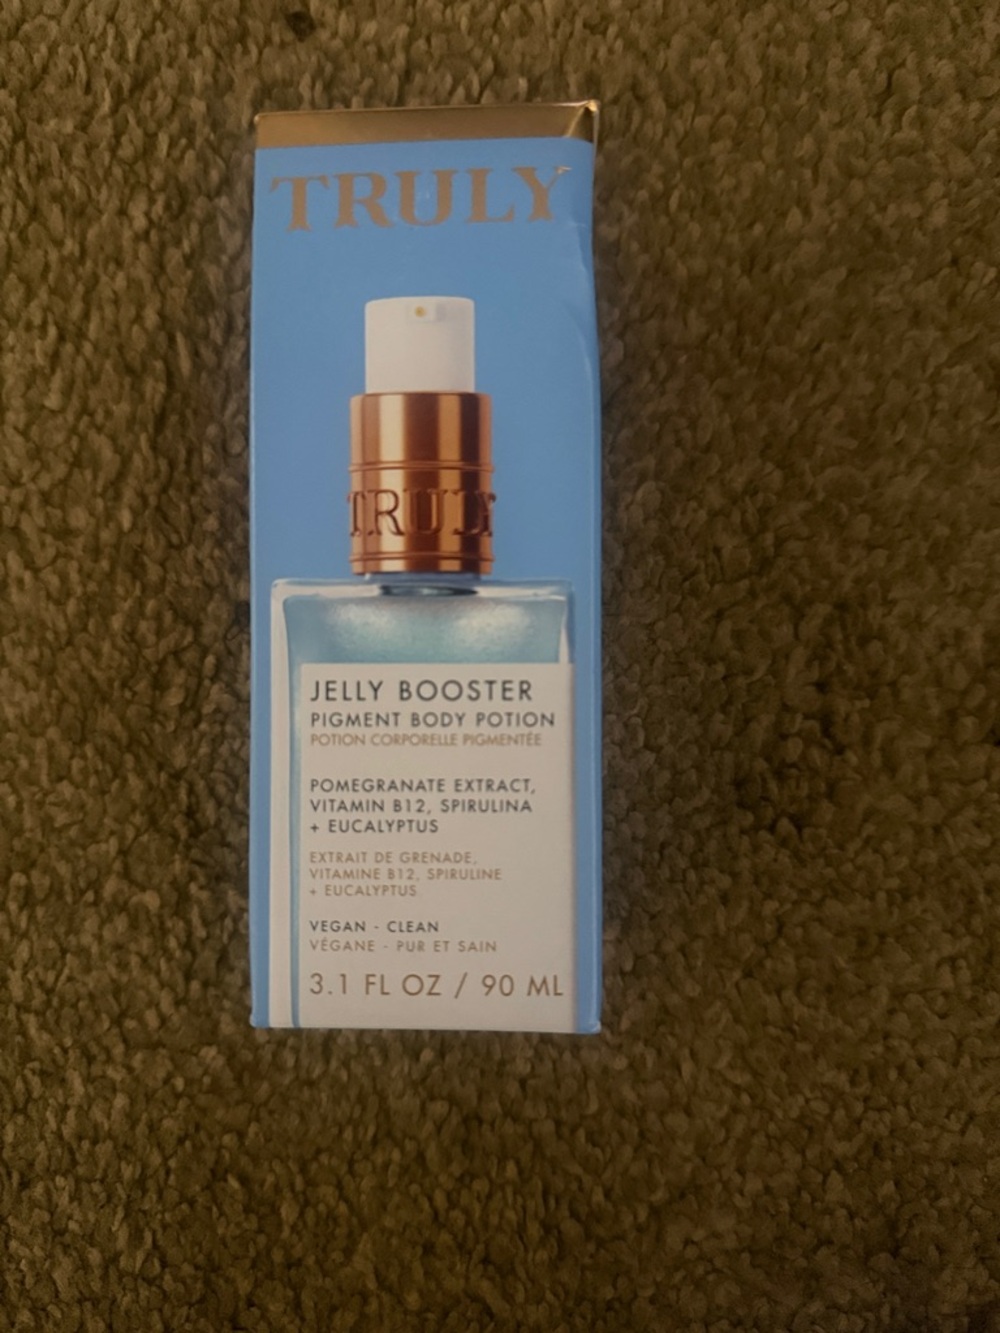 TRULY
TRULY
JELLY BOOSTER
PIGMENT BODY POTION
POTION CORPORELLE PIGMENTÉE
POMEGRANATE EXTRACT,
VITAMIN B12, SPIRULINA
+ EUCALYPTUS
EXTRAIT DE GRENADE,
VITAMINE B12, SPIRULINE
+ EUCALYPTUS
VEGAN - CLEAN
VÉGANE - PUR ET SAIN
3.1 FL OZ / 90 ML